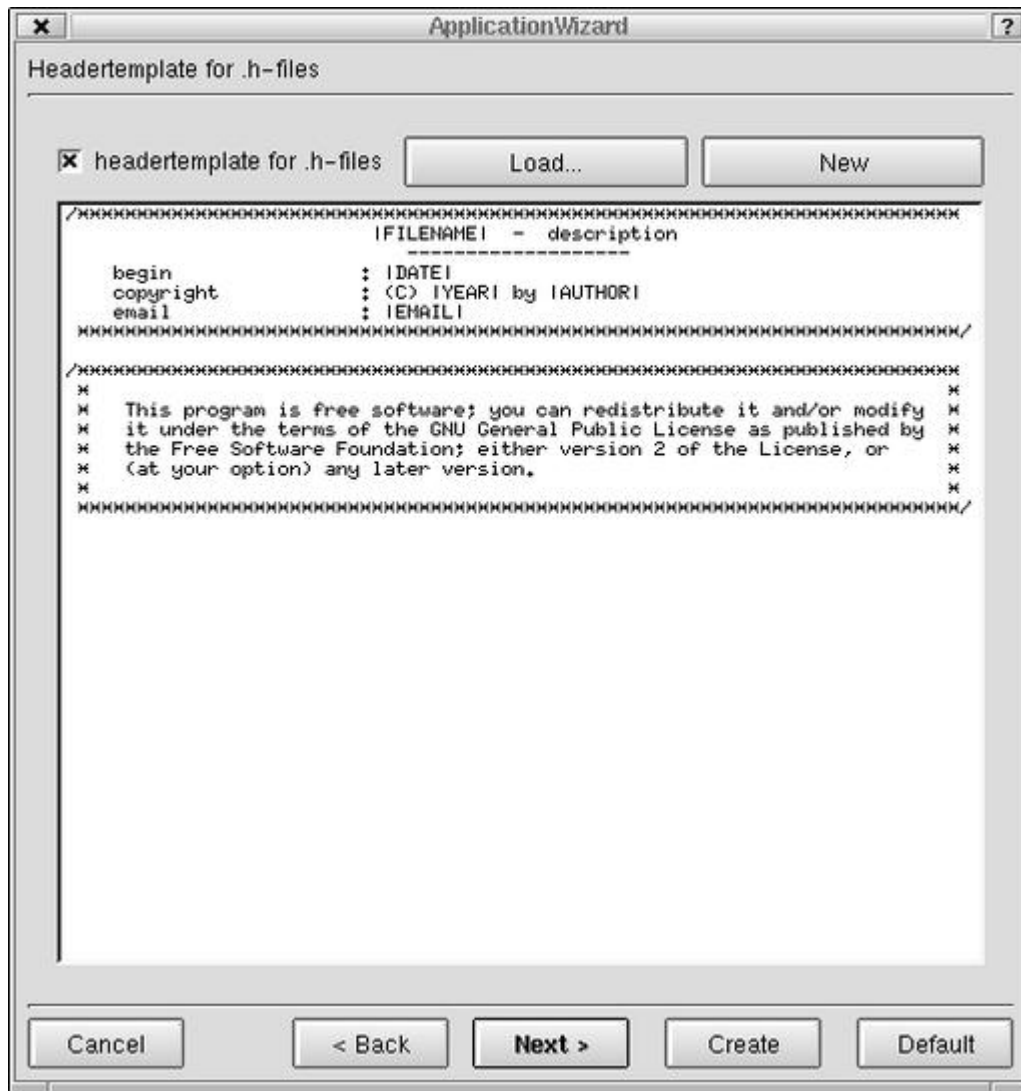 ApplicationWizard
Headertemplate for .h-files
headertemplate for .h-files Load... New
/************************************************************************
|FILENAME| - description
-------------------
begin : |DATE|
copyright : (C) |YEAR| by |AUTHOR|
email : |EMAIL|
************************************************************************/
/************************************************************************
* *
* This program is free software; you can redistribute it and/or modify *
* it under the terms of the GNU General Public License as published by *
* the Free Software Foundation; either version 2 of the License, or *
* (at your option) any later version. *
* *
************************************************************************/
Cancel < Back Next > Create Default